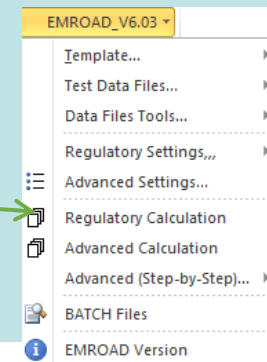 EMROAD_V6.03
Template...
Test Data Files...
Data Files Tools...
Regulatory Settings,,,
Advanced Settings...
Regulatory Calculation
Advanced Calculation
Advanced (Step-by-Step)...
BATCH Files
EMROAD Version